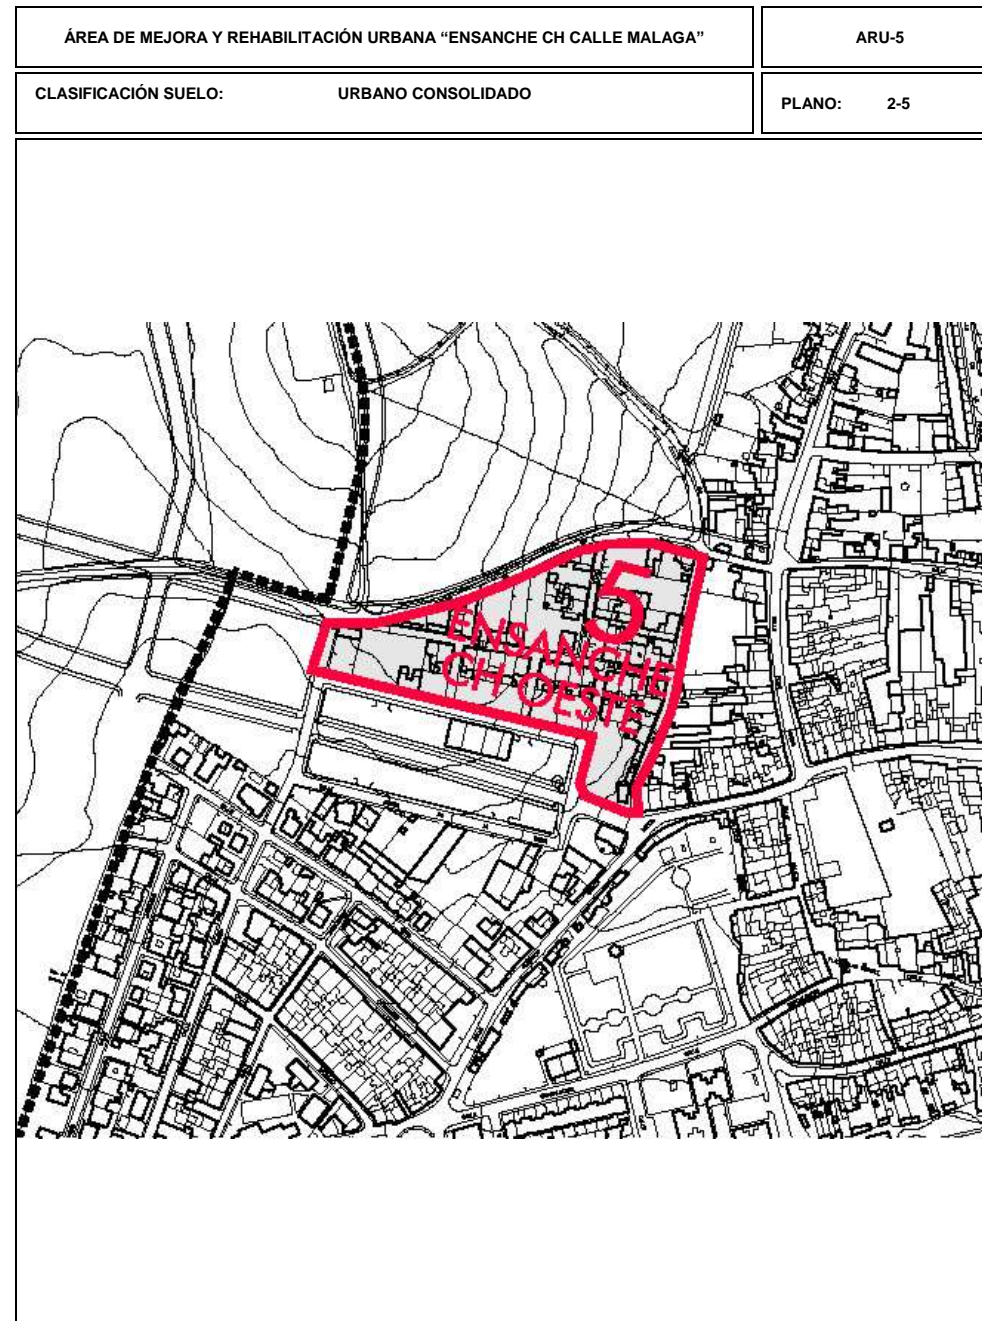 ÁREA DE MEJORA Y REHABILITACIÓN URBANA “ENSANCHE CH CALLE MALAGA”
ARU-5
CLASIFICACIÓN SUELO: URBANO CONSOLIDADO
PLANO: 2-5
5
ENSANCHE
CH OESTE